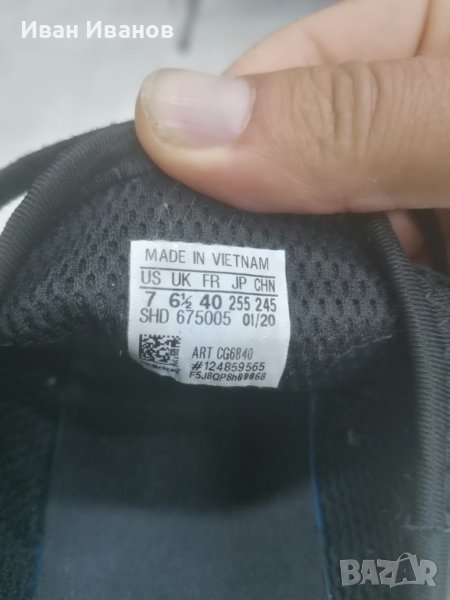 Иван Иванов
MADE IN VIETNAM
US UK FR JP CHN
7 6½ 40 255 245
SHD 675005 01/20
ART CG6840
#124859565
BAZAR